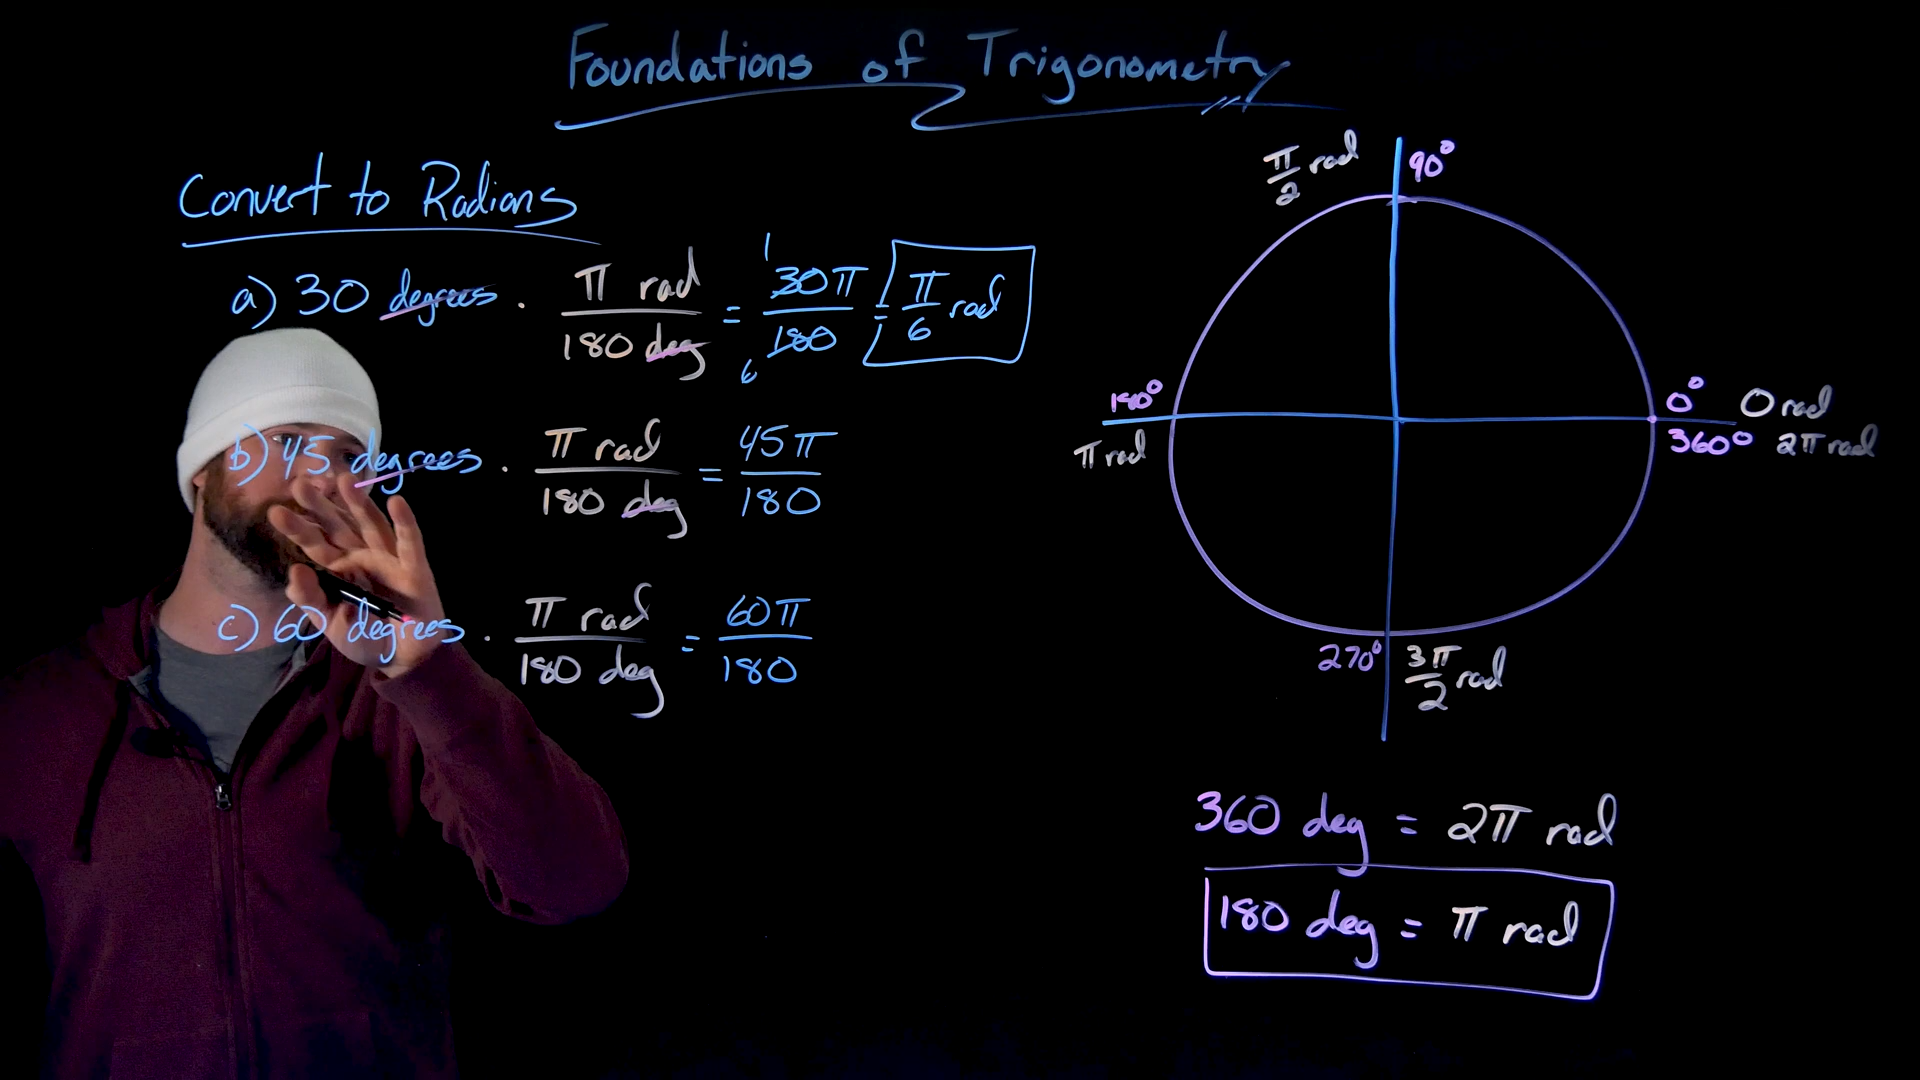 Foundations of Trigonometry
Convert to Radians
a) 30 degrees · π rad / 180 deg = 30π / 180 = π / 6 rad
1
6
b) 45 degrees · π rad / 180 deg = 45π / 180
c) 60 degrees · π rad / 180 deg = 60π / 180
π / 2 rad 90°
180°
π rad
0° 0 rad
360° 2π rad
270° 3π / 2 rad
360 deg = 2π rad
180 deg = π rad